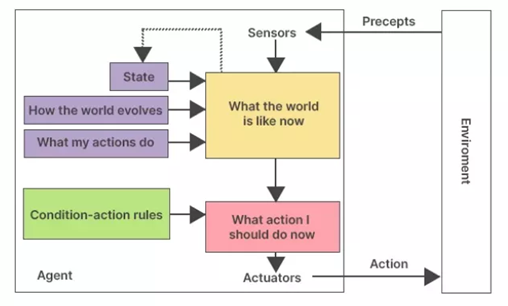 Sensors
Precepts
State
How the world evolves
What my actions do
What the world
is like now
Enviroment
Condition-action rules
What action I
should do now
Agent
Actuators
Action